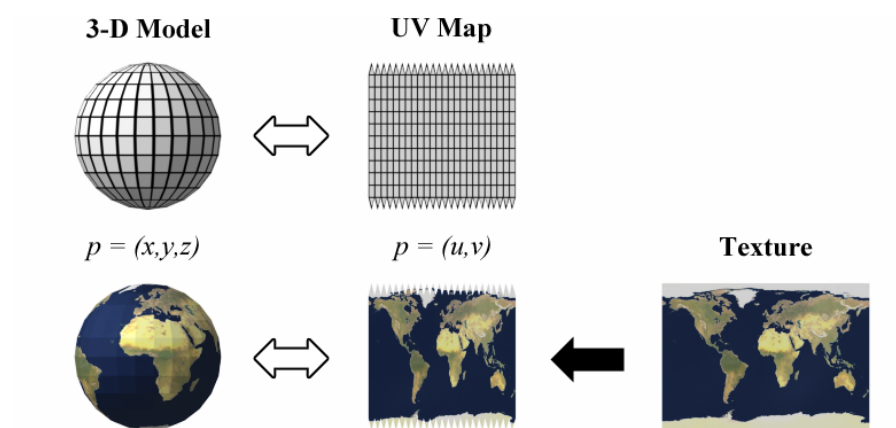 3-D Model
UV Map
p = (x,y,z)
p = (u,v)
Texture